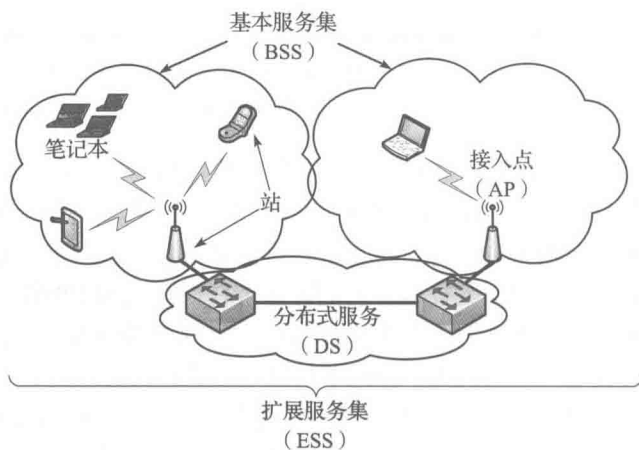 基本服务集
（BSS）
笔记本
站
接入点
（AP）
分布式服务
（DS）
扩展服务集
（ESS）